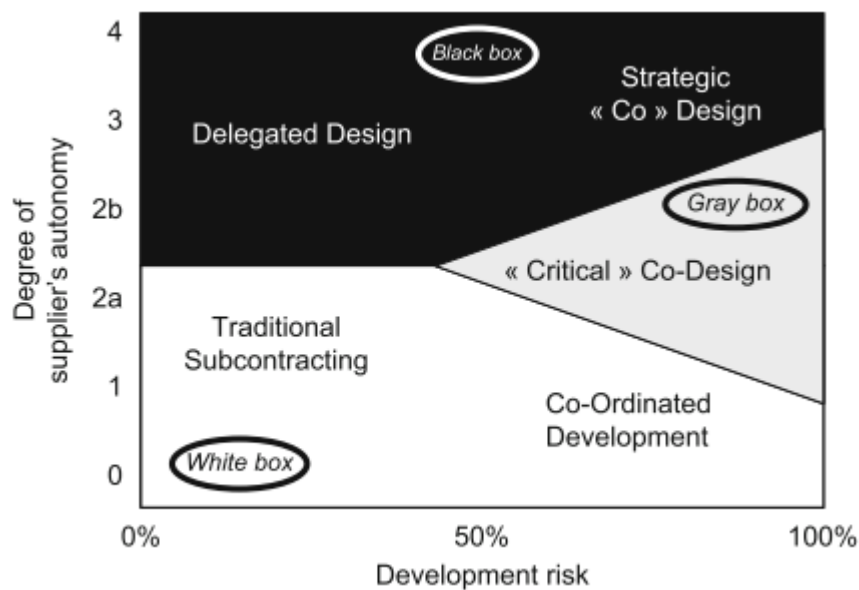 4
Black box
Strategic
« Co » Design
3
Delegated Design
Degree of
supplier's autonomy
2b
Gray box
« Critical » Co-Design
2a
Traditional
Subcontracting
1
Co-Ordinated
Development
White box
0
0%
50%
100%
Development risk